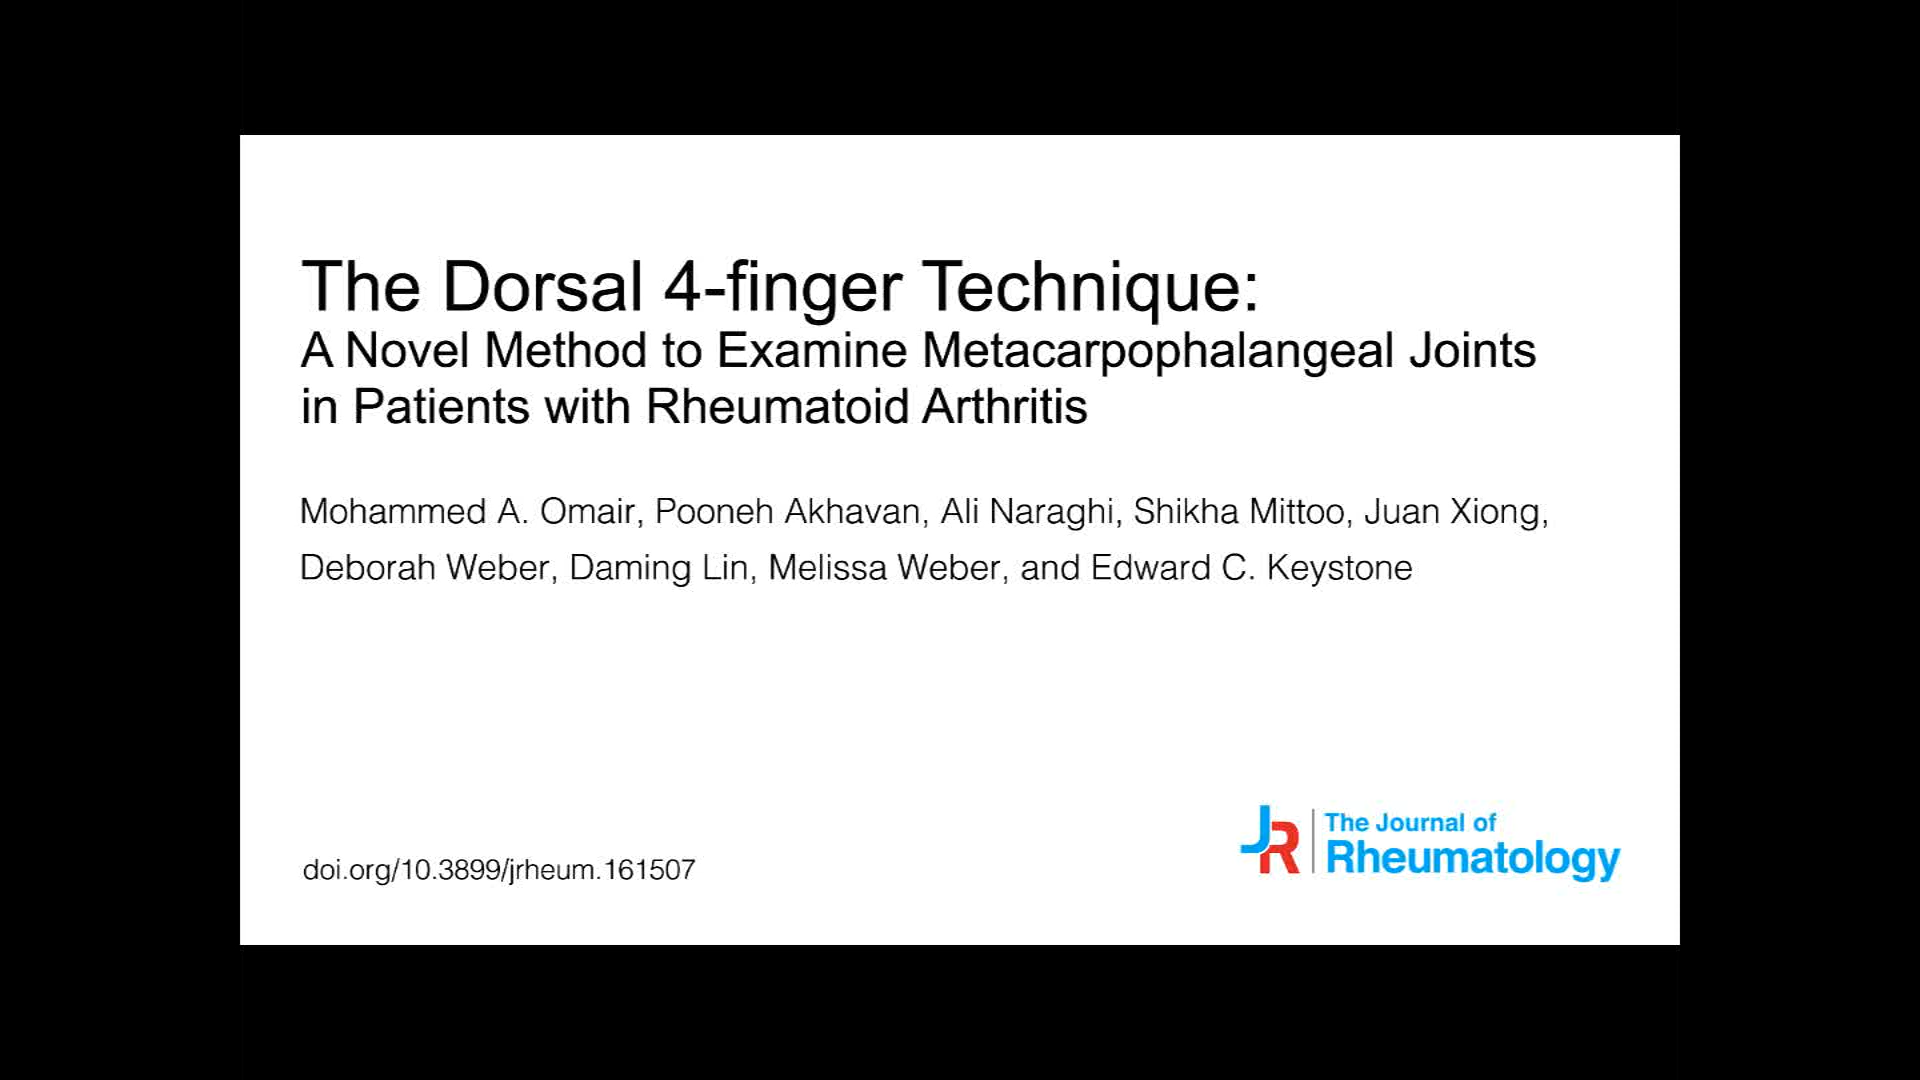 The Dorsal 4-finger Technique:
A Novel Method to Examine Metacarpophalangeal Joints
in Patients with Rheumatoid Arthritis
Mohammed A. Omair, Pooneh Akhavan, Ali Naraghi, Shikha Mittoo, Juan Xiong,
Deborah Weber, Daming Lin, Melissa Weber, and Edward C. Keystone
doi.org/10.3899/jrheum.161507
JR
The Journal of
Rheumatology